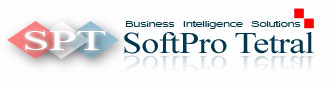 SPT
Business Intelligence Solutions
SoftPro Tetral